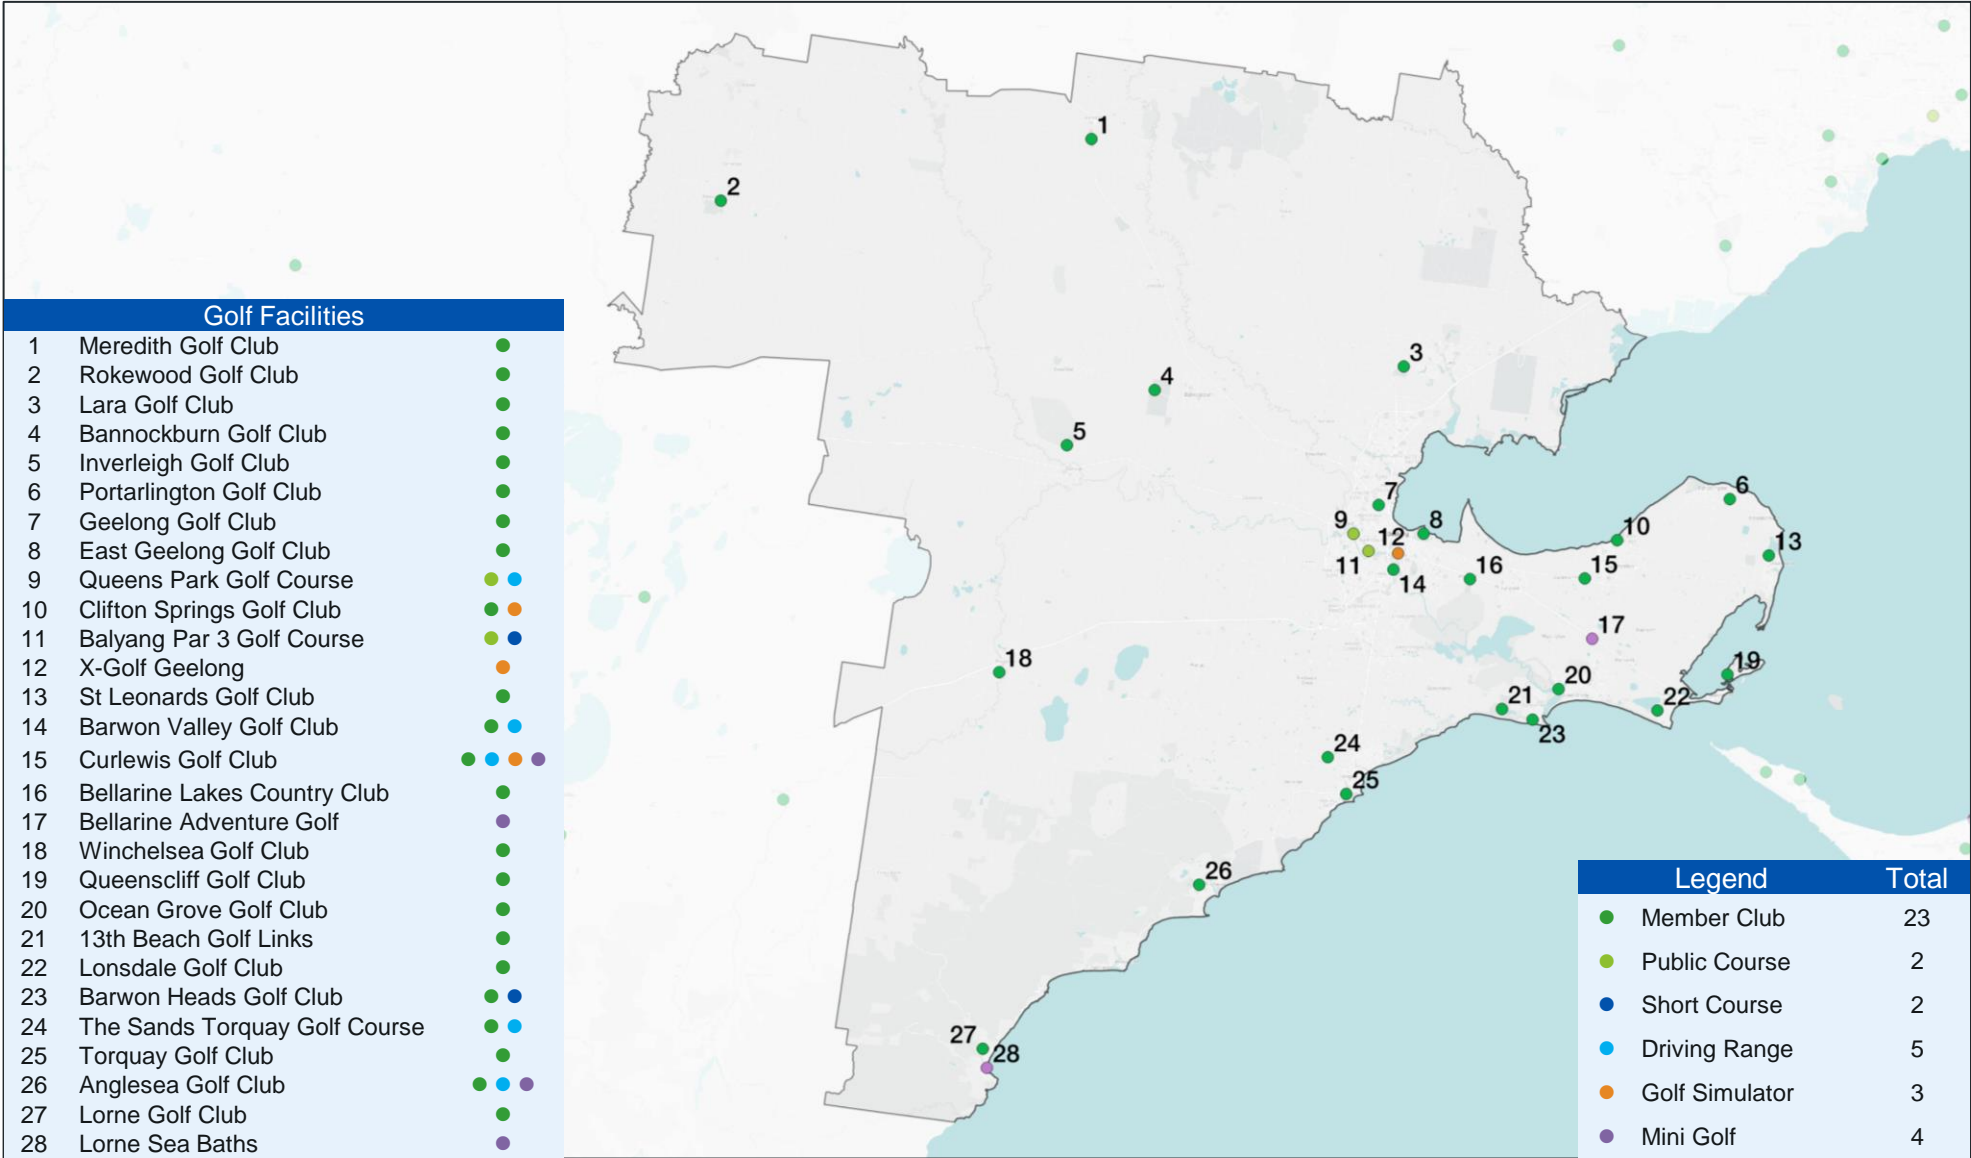 1
2
3
4
5
6
7
8
9
10
11
12
13
14
15
16
17
18
19
20
21
22
23
24
25
26
27
28
Golf Facilities
1 Meredith Golf Club
2 Rokewood Golf Club
3 Lara Golf Club
4 Bannockburn Golf Club
5 Inverleigh Golf Club
6 Portarlington Golf Club
7 Geelong Golf Club
8 East Geelong Golf Club
9 Queens Park Golf Course
10 Clifton Springs Golf Club
11 Balyang Par 3 Golf Course
12 X-Golf Geelong
13 St Leonards Golf Club
14 Barwon Valley Golf Club
15 Curlewis Golf Club
16 Bellarine Lakes Country Club
17 Bellarine Adventure Golf
18 Winchelsea Golf Club
19 Queenscliff Golf Club
20 Ocean Grove Golf Club
21 13th Beach Golf Links
22 Lonsdale Golf Club
23 Barwon Heads Golf Club
24 The Sands Torquay Golf Course
25 Torquay Golf Club
26 Anglesea Golf Club
27 Lorne Golf Club
28 Lorne Sea Baths
Legend Total
Member Club 23
Public Course 2
Short Course 2
Driving Range 5
Golf Simulator 3
Mini Golf 4